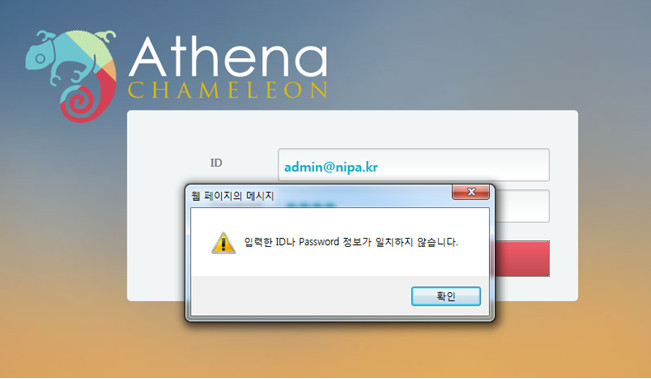 Athena
CHAMELEON
ID
admin@nipa.kr
웹 페이지의 메시지
입력한 ID나 Password 정보가 일치하지 않습니다.
확인